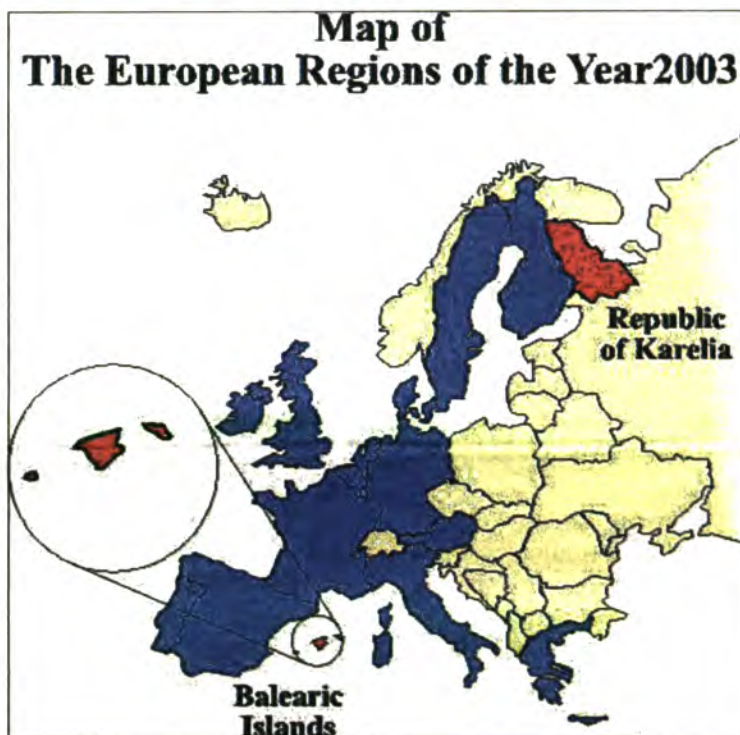 Map of
The European Regions of the Year2003
Republic
of Karelia
Balearic
Islands